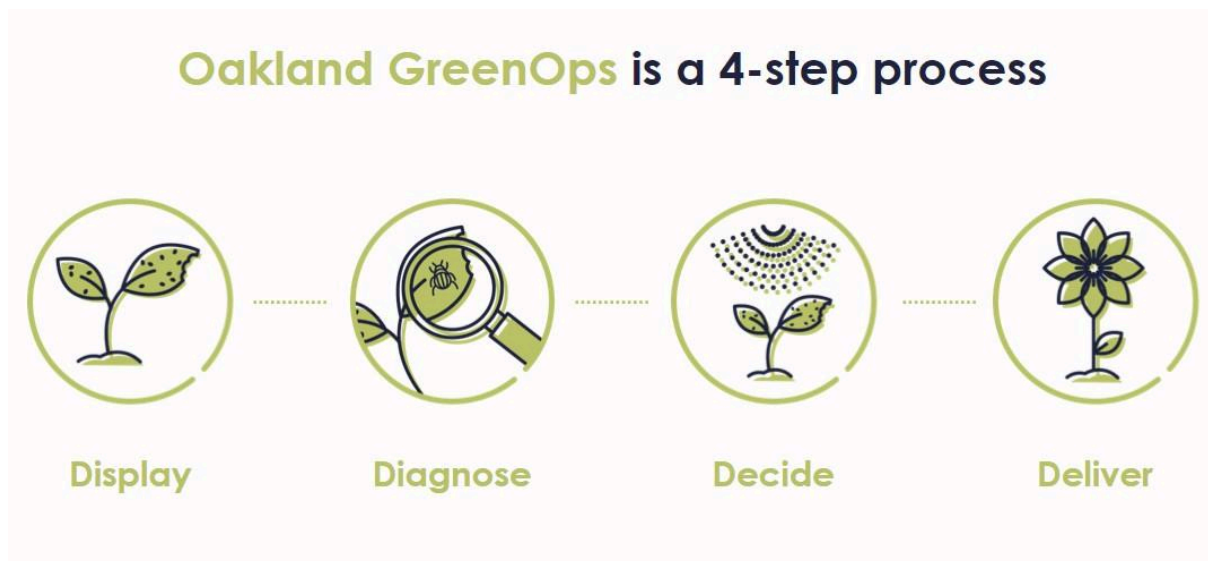 Oakland GreenOps is a 4-step process
Display
Diagnose
Decide
Deliver